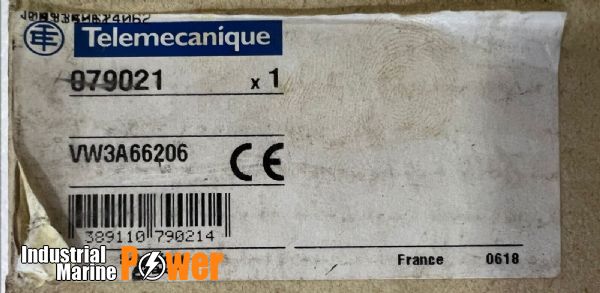 Telemecanique
079021 x 1
VW3A66206 CE
389110 790214
France 0618
Industrial
Marine
Power